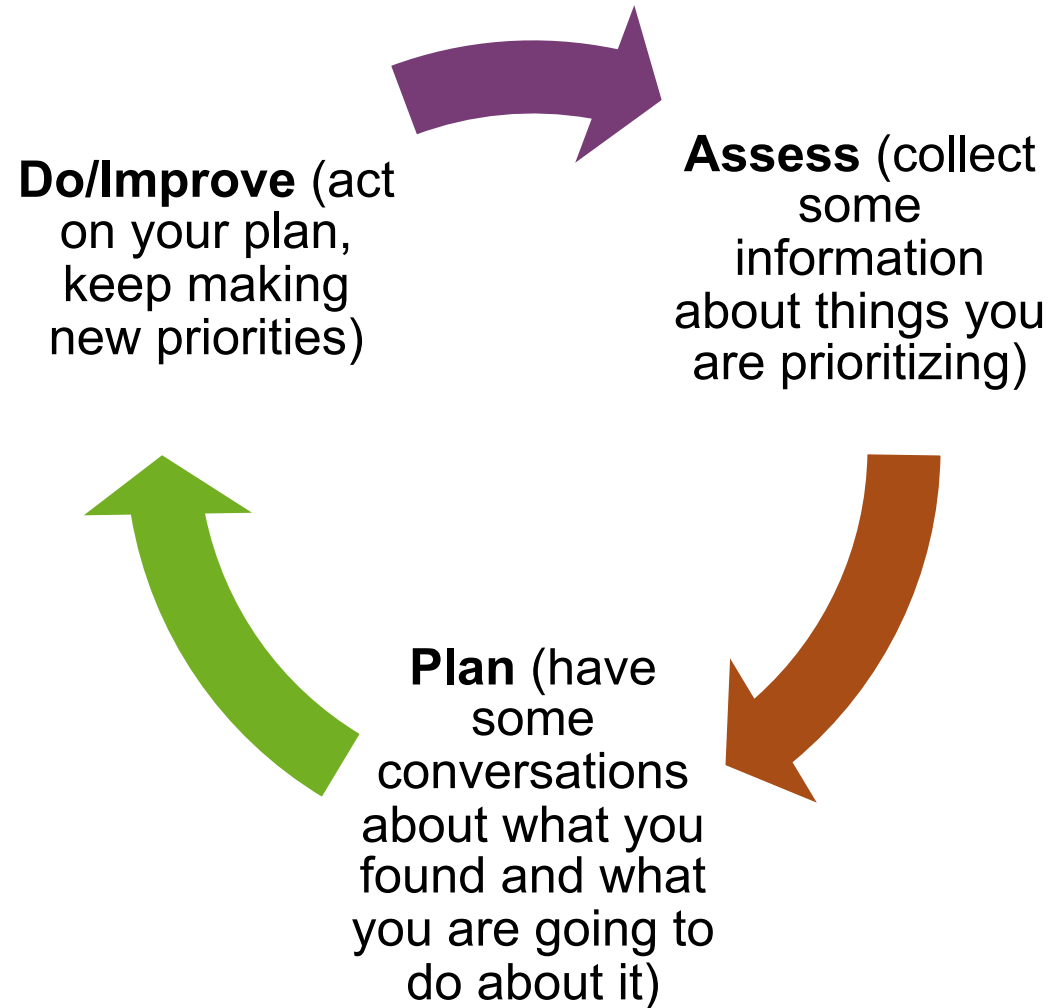 Do/Improve (act
on your plan,
keep making
new priorities)
Assess (collect
some
information
about things you
are prioritizing)
Plan (have
some
conversations
about what you
found and what
you are going to
do about it)